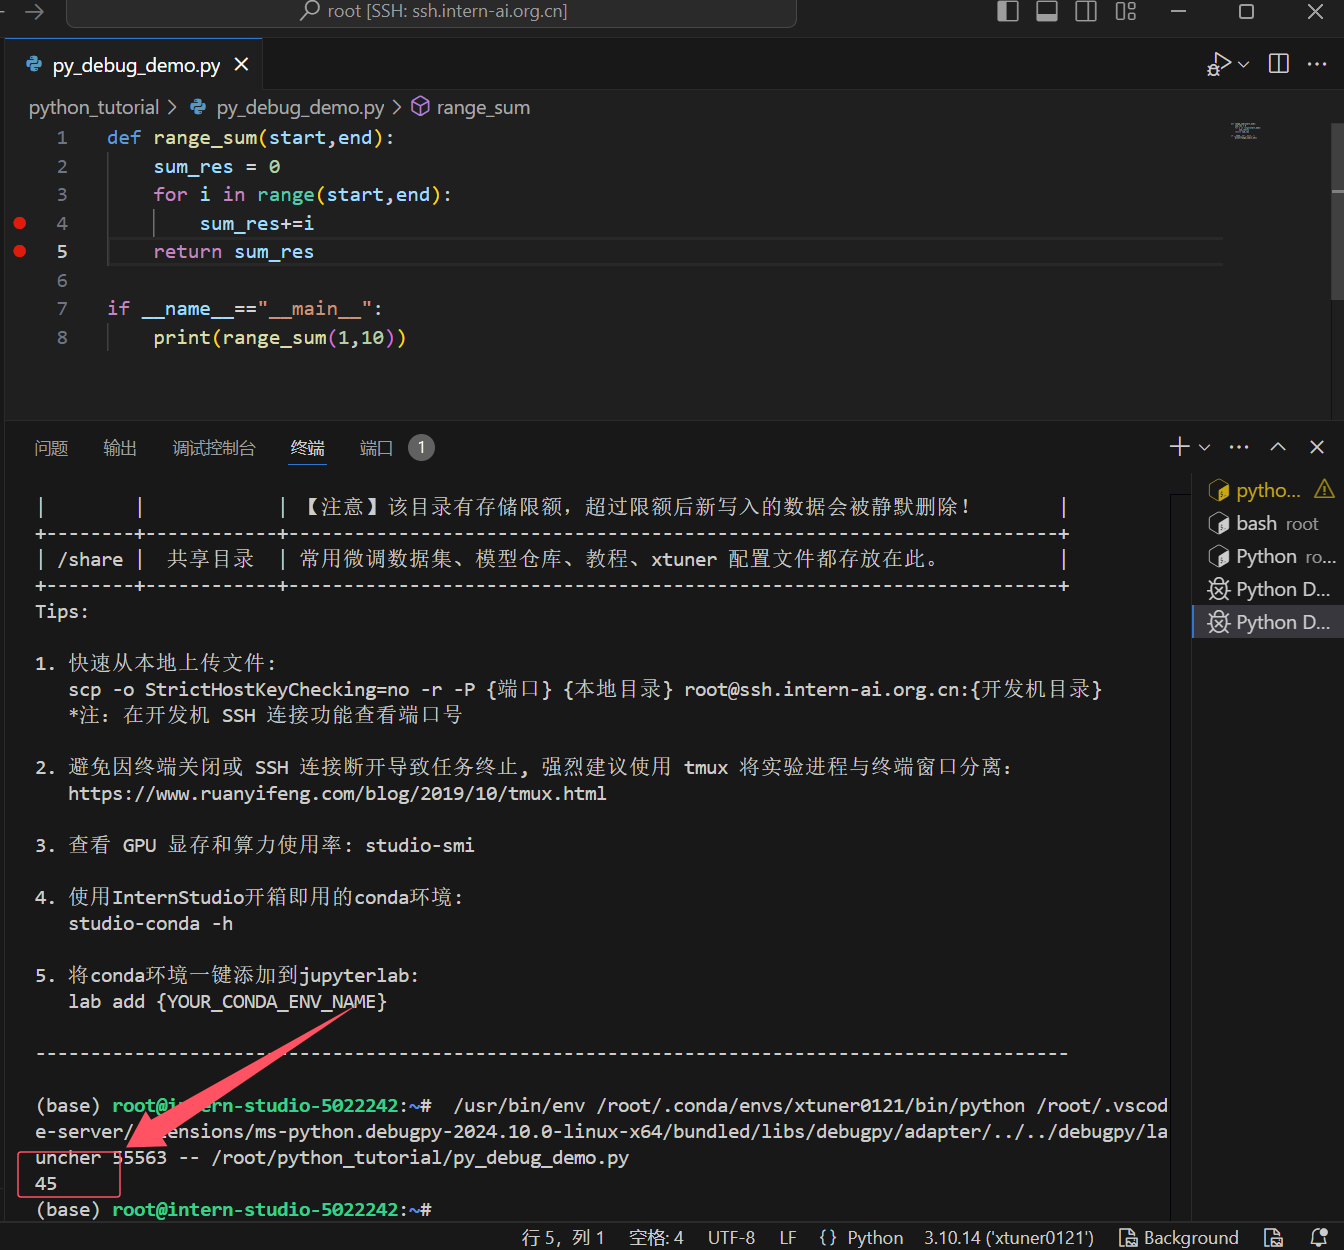 root [SSH: ssh.intern-ai.org.cn]
py_debug_demo.py
python_tutorial > py_debug_demo.py > range_sum
1 def range_sum(start,end):
2 sum_res = 0
3 for i in range(start,end):
4 sum_res+=i
5 return sum_res
6
7 if __name__=="__main__":
8 print(range_sum(1,10))
问题 输出 调试控制台 终端 端口 1
| | | 【注意】该目录有存储限额，超过限额后新写入的数据会被静默删除! |
+--------+------------+----------------------------------------------------------------------+
| /share | 共享目录 | 常用微调数据集、模型仓库、教程、xtuner 配置文件都存放在此。 |
+--------+------------+----------------------------------------------------------------------+
Tips:
1. 快速从本地上传文件:
scp -o StrictHostKeyChecking=no -r -P {端口} {本地目录} root@ssh.intern-ai.org.cn:{开发机目录}
*注: 在开发机 SSH 连接功能查看端口号
2. 避免因终端关闭或 SSH 连接断开导致任务终止, 强烈建议使用 tmux 将实验进程与终端窗口分离:
https://www.ruanyifeng.com/blog/2019/10/tmux.html
3. 查看 GPU 显存和算力使用率: studio-smi
4. 使用InternStudio开箱即用的conda环境:
studio-conda -h
5. 将conda环境一键添加到jupyterlab:
lab add {YOUR_CONDA_ENV_NAME}
----------------------------------------------------------------------------------------------
(base) root@intern-studio-5022242:~# /usr/bin/env /root/.conda/envs/xtuner0121/bin/python /root/.vscod
e-server/extensions/ms-python.debugpy-2024.10.0-linux-x64/bundled/libs/debugpy/adapter/../../debugpy/la
uncher 55563 -- /root/python_tutorial/py_debug_demo.py
45
(base) root@intern-studio-5022242:~#
pytho...
bash root
Python ro...
Python D...
Python D...
行 5，列 1 空格: 4 UTF-8 LF {} Python 3.10.14 ('xtuner0121') Background